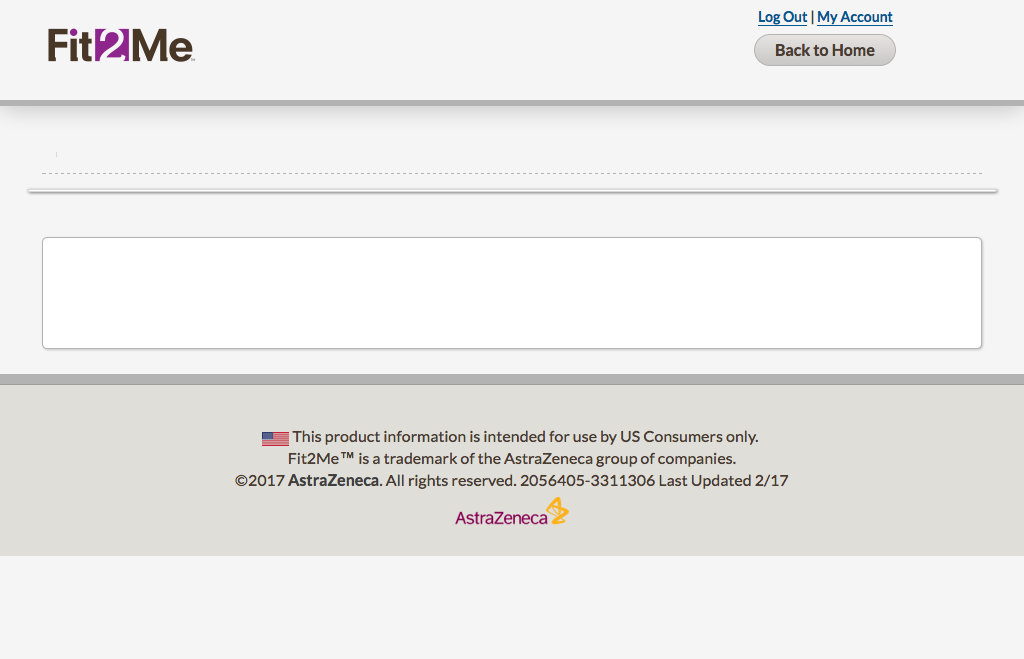 Log Out | My Account
Fit2Me™
Back to Home
This product information is intended for use by US Consumers only.
Fit2Me™ is a trademark of the AstraZeneca group of companies.
©2017 AstraZeneca. All rights reserved. 2056405-3311306 Last Updated 2/17
AstraZeneca